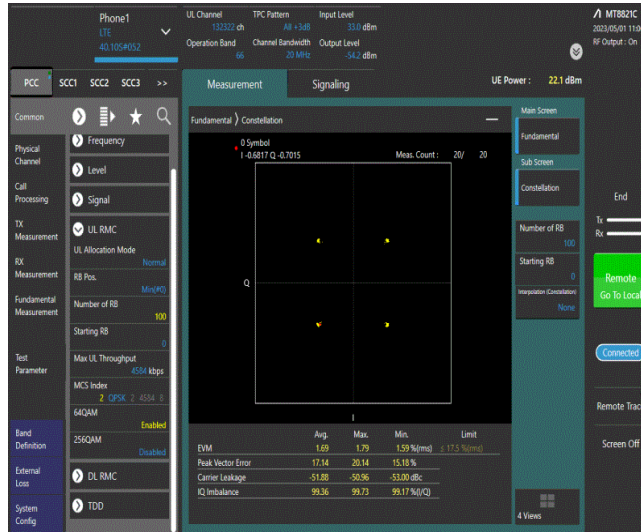 Phone1
LTE
40.10S#052
UL Channel TPC Pattern Input Level
132322 ch All +3dB 33.0 dBm
Operation Band Channel Bandwidth Output Level
66 20 MHz -54.2 dBm
MT8821C
2023/05/01 11:0
RF Output : On
PCC SCC1 SCC2 SCC3 >>
Measurement Signaling UE Power : 22.1 dBm
Common
Physical Channel
Call Processing
TX Measurement
RX Measurement
Fundamental Measurement
Test Parameter
Band Definition
External Loss
System Config
Frequency
Level
Signal
UL RMC
UL Allocation Mode
Normal
RB Pos.
Min(#0)
Number of RB
100
Starting RB
0
Max UL Throughput
4584 kbps
MCS Index
2 QPSK 2 4584 6
64QAM
Enabled
256QAM
Disabled
DL RMC
TDD
Fundamental Constellation
0 Symbol
I -0.6817 Q -0.7015 Meas. Count : 20/ 20
Q
I
Avg. Max. Min. Limit
EVM 1.69 1.79 1.59 %(rms) ± 17.5 %(rms)
Peak Vector Error 17.14 20.14 15.18 %
Carrier Leakage -51.88 -50.96 -53.00 dBc
IQ Imbalance 99.36 99.73 99.17 %(I/Q)
Main Screen
Fundamental
Sub Screen
Constellation
Number of RB
100
Starting RB
0
Interpolation (Constellation)
None
4 Views
End
Tx
Rx
Remote
Go To Local
Connected
Remote Trac
Screen Off